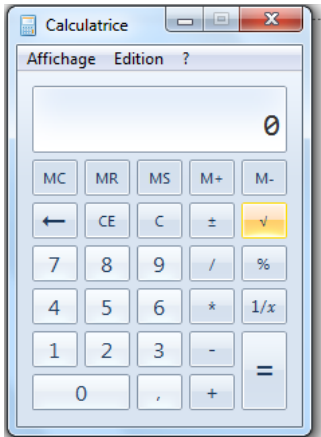 Calculatrice
Affichage Edition ?
0
MC MR MS M+ M-
← CE C ± √
7 8 9 / %
4 5 6 * 1/x
1 2 3 - =
0 , +